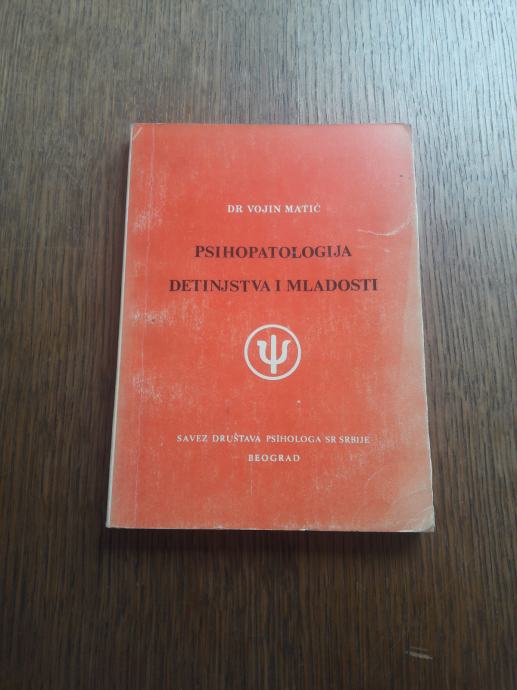 DR VOJIN MATIĆ
PSIHOPATOLOGIJA
DETINJSTVA I MLADOSTI
Ψ
SAVEZ DRUŠTAVA PSIHOLOGA SR SRBIJE
BEOGRAD